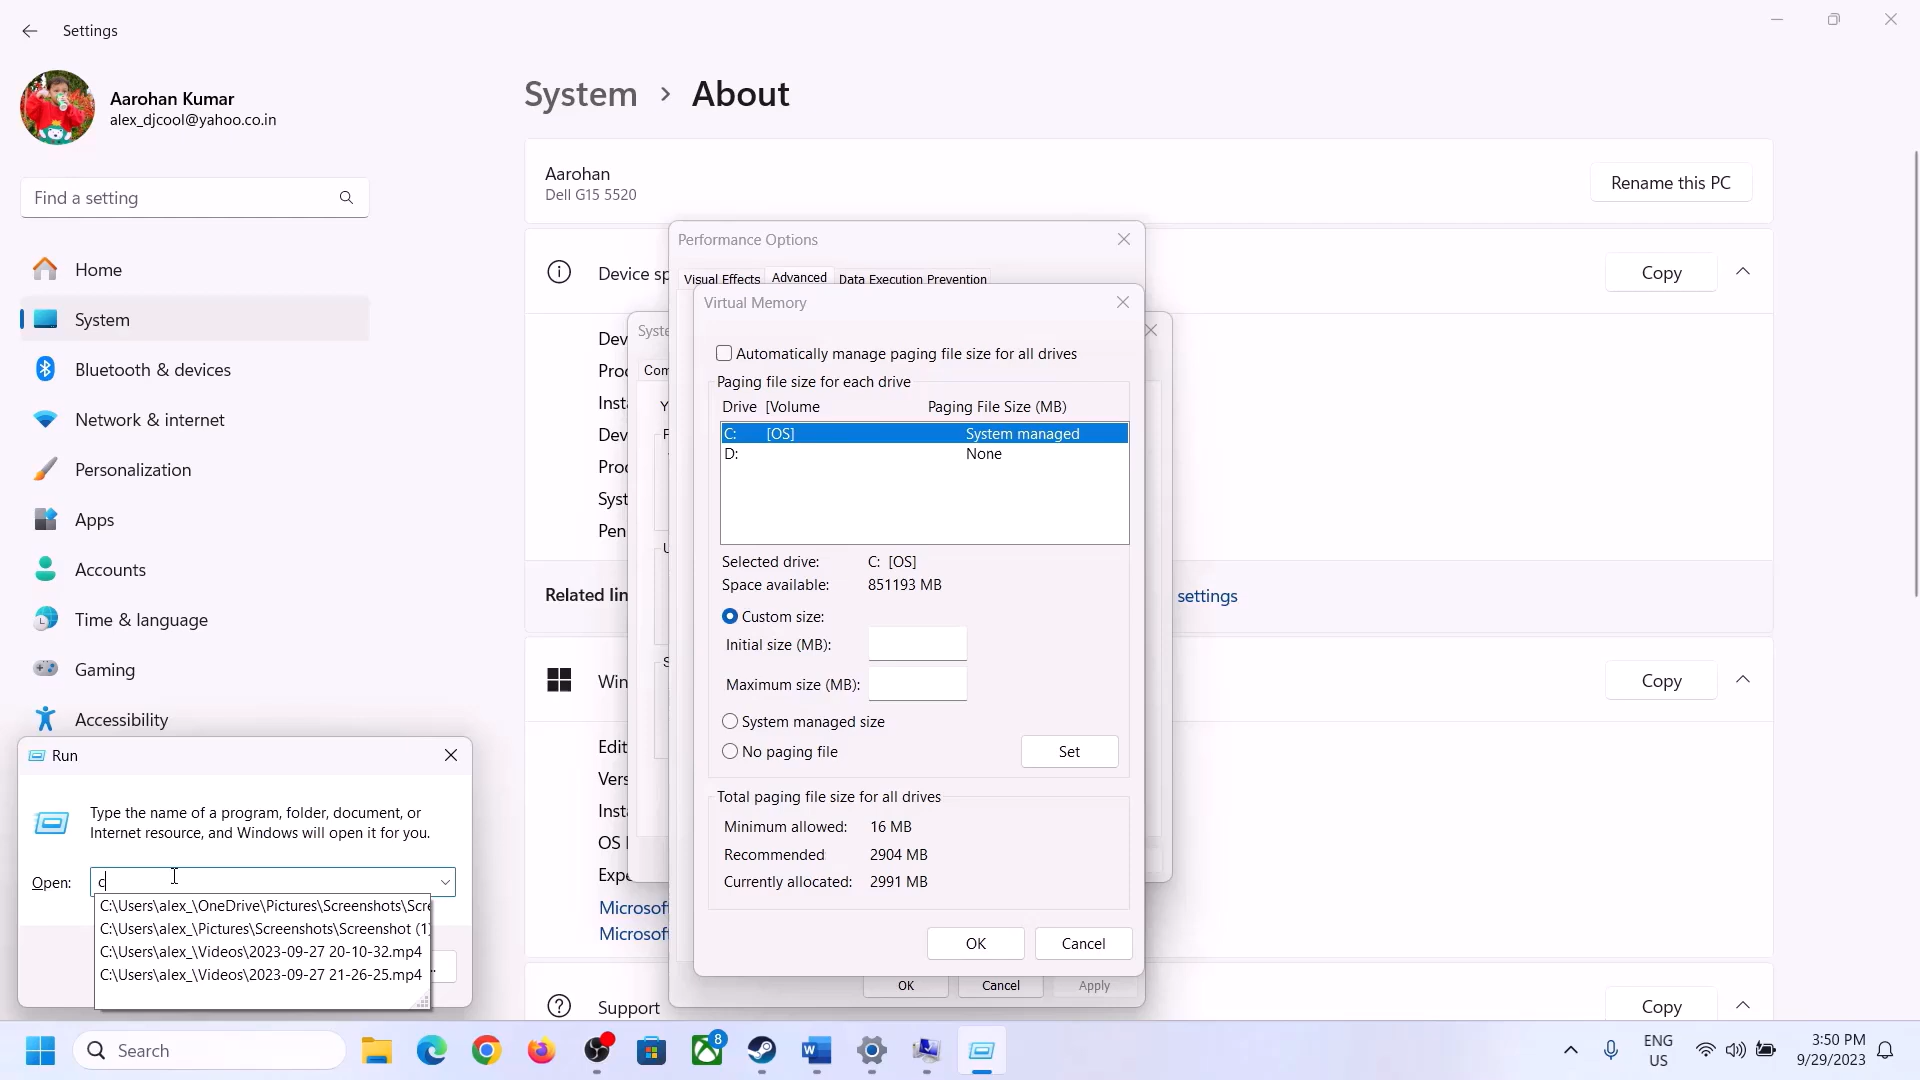 Settings
Aarohan Kumar
alex_djcool@yahoo.co.in
Find a setting
Home
System
Bluetooth & devices
Network & internet
Personalization
Apps
Accounts
Time & language
Gaming
Accessibility
System > About
Aarohan
Dell G15 5520
Rename this PC
Device sp
Copy
Related lin
settings
Copy
Microsof
Microsof
Support
Copy
Performance Options
Visual Effects
Advanced
Data Execution Prevention
Virtual Memory
Automatically manage paging file size for all drives
Paging file size for each drive
Drive [Volume Paging File Size (MB)
C: [OS] System managed
D: None
Selected drive: C: [OS]
Space available: 851193 MB
Custom size:
Initial size (MB):
Maximum size (MB):
System managed size
No paging file
Set
Total paging file size for all drives
Minimum allowed: 16 MB
Recommended 2904 MB
Currently allocated: 2991 MB
OK
Cancel
OK
Cancel
Apply
Run
Type the name of a program, folder, document, or
Internet resource, and Windows will open it for you.
Open:
c
C:\Users\alex_\OneDrive\Pictures\Screenshots\Scre
C:\Users\alex_\Pictures\Screenshots\Screenshot (1)
C:\Users\alex_\Videos\2023-09-27 20-10-32.mp4
C:\Users\alex_\Videos\2023-09-27 21-26-25.mp4
Search
8
ENG
US
3:50 PM
9/29/2023